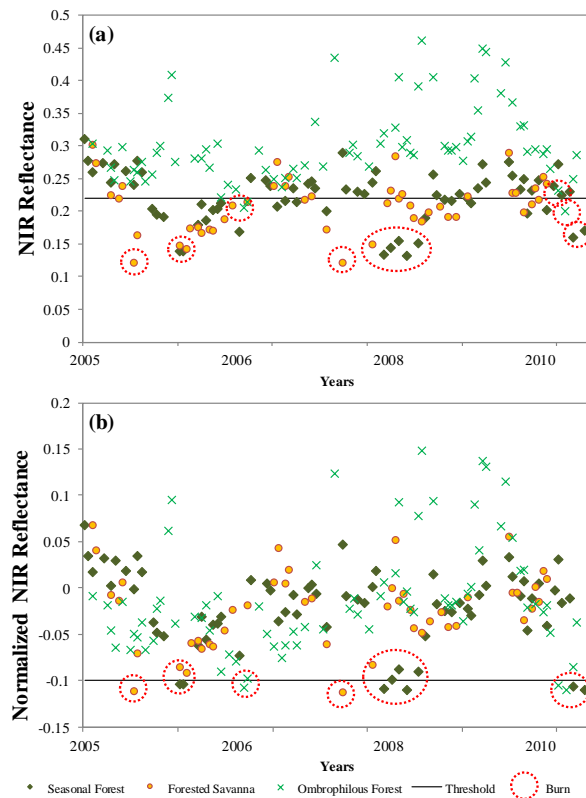 (a)
NIR Reflectance
0.5
0.45
0.4
0.35
0.3
0.25
0.2
0.15
0.1
0.05
0
2005
2006
2008
2010
Years
(b)
Normalized NIR Reflectance
0.2
0.15
0.1
0.05
0
-0.05
-0.1
-0.15
2005
2006
2008
2010
Years
Seasonal Forest
Forested Savanna
Ombrophilous Forest
Threshold
Burn